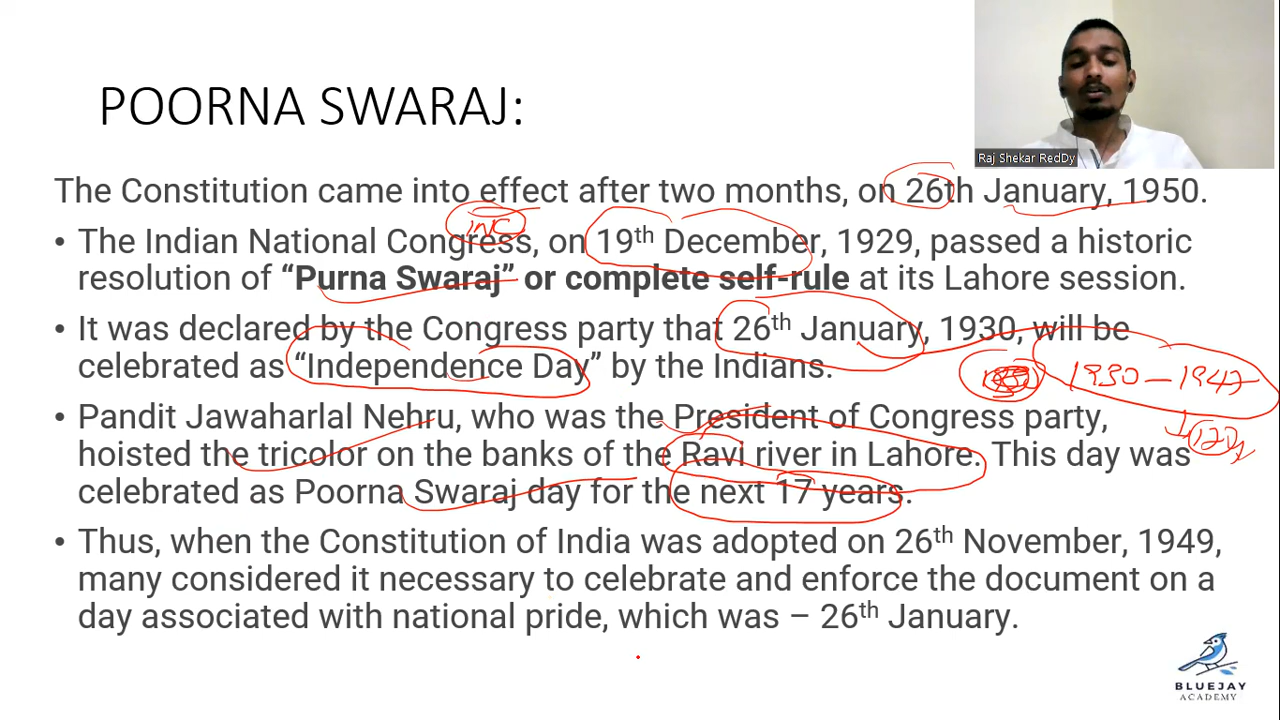 POORNA SWARAJ:
Raj Shekar RedDy
The Constitution came into effect after two months, on 26th January, 1950.
INC
• The Indian National Congress, on 19th December, 1929, passed a historic
resolution of “Purna Swaraj” or complete self-rule at its Lahore session.
• It was declared by the Congress party that 26th January, 1930, will be
celebrated as “Independence Day” by the Indians.
1930 – 1947
• Pandit Jawaharlal Nehru, who was the President of Congress party,
hoisted the tricolor on the banks of the Ravi river in Lahore. This day was
celebrated as Poorna Swaraj day for the next 17 years.
• Thus, when the Constitution of India was adopted on 26th November, 1949,
many considered it necessary to celebrate and enforce the document on a
day associated with national pride, which was – 26th January.
BLUEJAY
ACADEMY